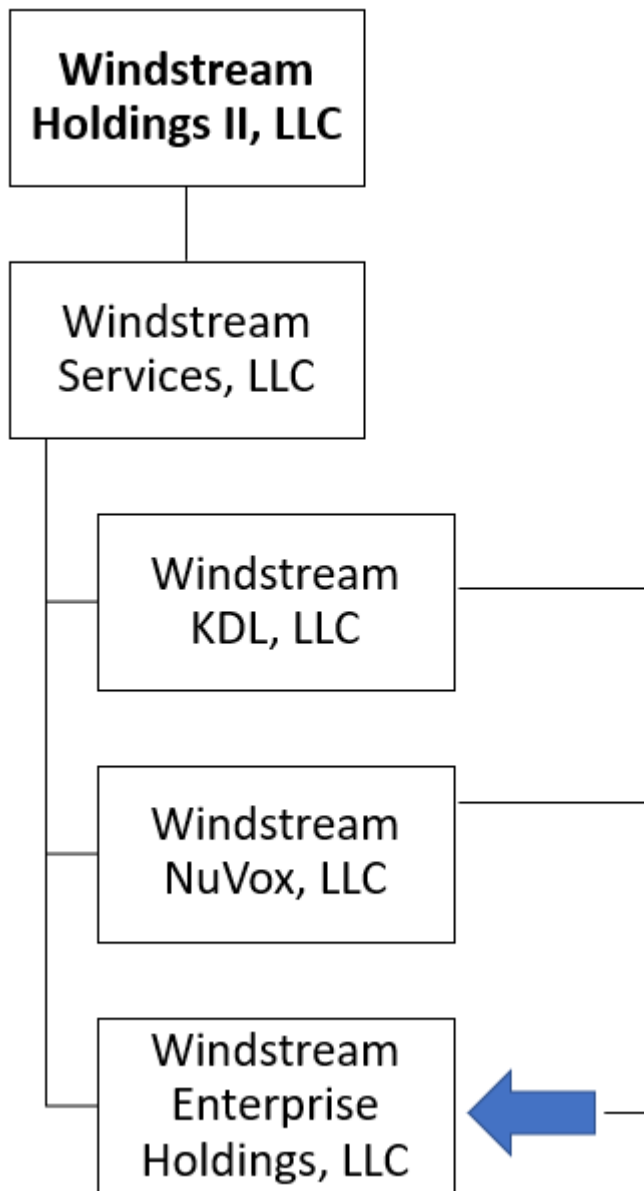 Windstream
Holdings II, LLC
Windstream
Services, LLC
Windstream
KDL, LLC
Windstream
NuVox, LLC
Windstream
Enterprise
Holdings, LLC